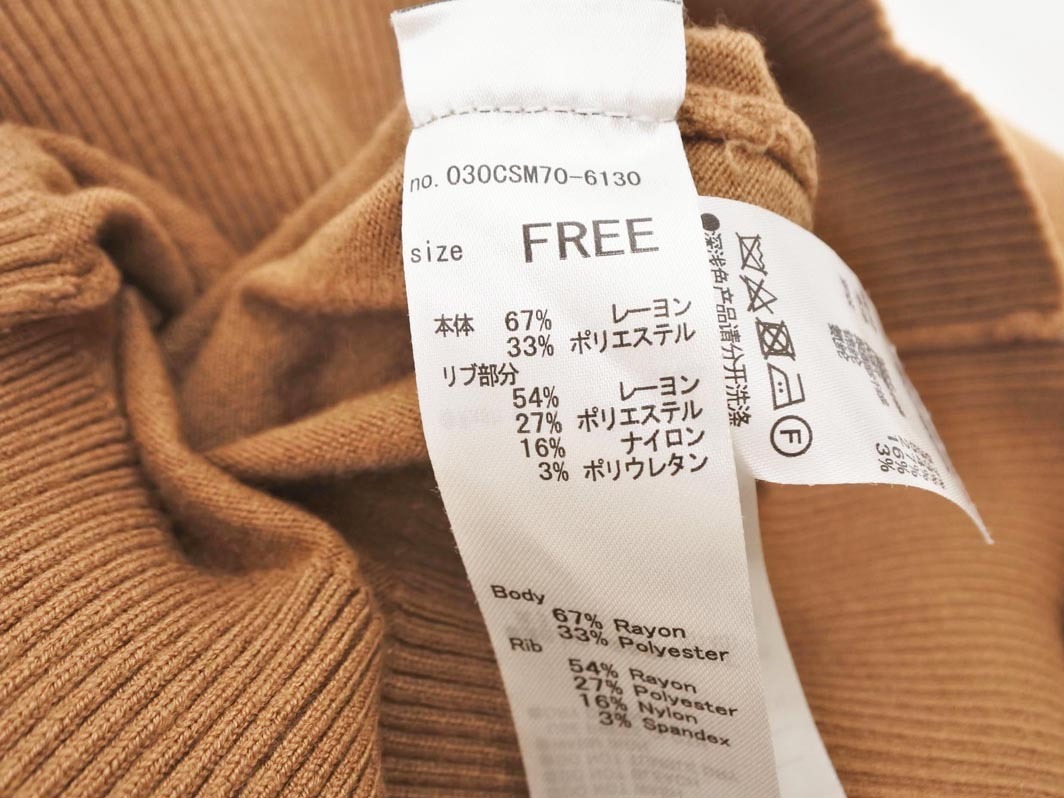 no. 030CSM70-6130
size FREE
本体 67% レーヨン
33% ポリエステル
リブ部分
54% レーヨン
27% ポリエステル
16% ナイロン
3% ポリウレタン
Body
67% Rayon
33% Polyester
Rib
54% Rayon
27% Polyester
16% Nylon
3% Spandex
●深浅色产品请分开洗涤
F